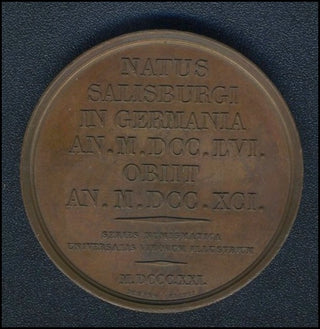 NATUS
SALISBURGI
IN GERMANIA
AN. M. DCC. LVI.
OBIIT
AN. M. DCC. XCI.
SERIES NUMISMATICA
UNIVERSALIS VIRORUM ILLUSTRIUM
M.DCCCXXI.